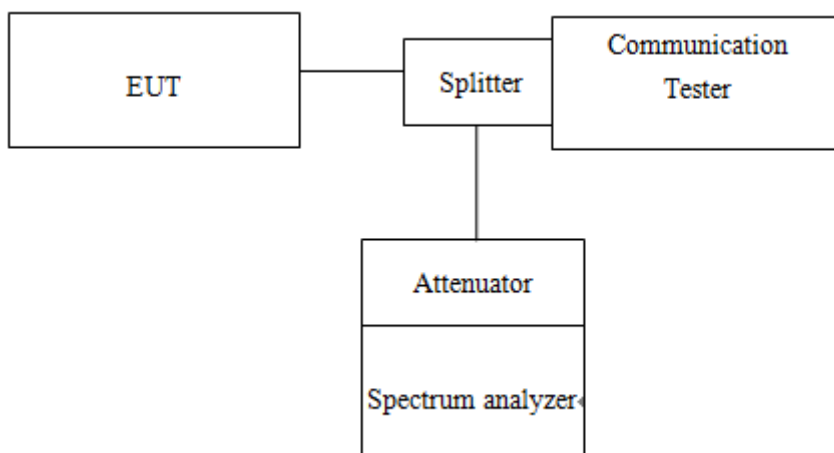 EUT
Splitter
Communication
Tester
Attenuator
Spectrum analyzer